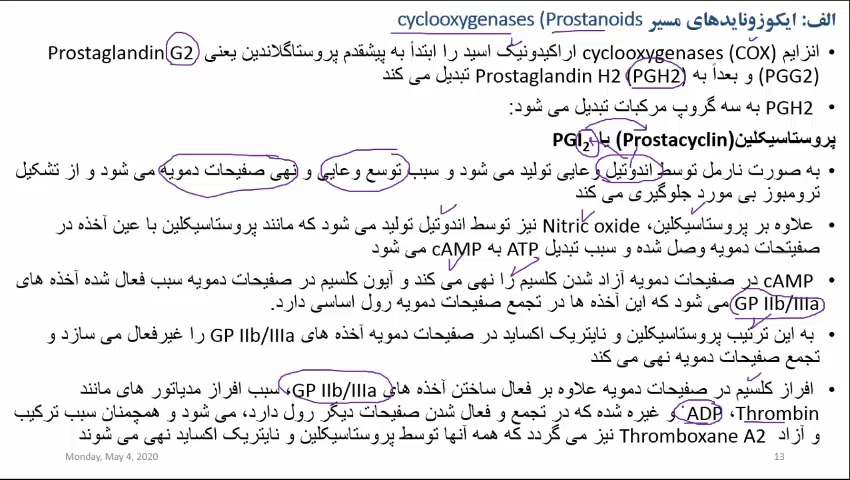 الف: ایکوزونایدهای مسیر cyclooxygenases (Prostanoids
• انزایم cyclooxygenases (COX) اراکیدونیک اسید را ابتدأ به پیشقدم پروستاگلاندین یعنی Prostaglandin G2
(PGG2) و بعدأ به Prostaglandin H2 (PGH2) تبدیل می کند
• PGH2 به سه گروپ مرکبات تبدیل می شود:
پروستاسیکلین(Prostacyclin) یا PGI2
• به صورت نارمل توسط اندوتیل وعایی تولید می شود و سبب توسع وعایی و نهی صفیحات دمویه می شود و از تشکیل
ترومبوز بی مورد جلوگیری می کند
• علاوه بر پروستاسیکلین، Nitric oxide نیز توسط اندوتیل تولید می شود که مانند پروستاسیکلین با عین آخذه در
صفیتحات دمویه وصل شده و سبب تبدیل ATP به cAMP می شود
• cAMP در صفیحات دمویه آزاد شدن کلسیم را نهی می کند و آیون کلسیم در صفیحات دمویه سبب فعال شده آخذه های
GP IIb/IIIa می شود که این آخذه ها در تجمع صفیحات دمویه رول اساسی دارد.
• به این ترتیب پروستاسیکلین و نایتریک اکساید در صفیحات دمویه آخذه های GP IIb/IIIa را غیرفعال می سازد و
تجمع صفیحات دمویه نهی می کند
• افراز کلسیم در صفیحات دمویه علاوه بر فعال ساختن آخذه های GP IIb/IIIa، سبب افراز مدیاتور های مانند
Thrombin، ADP و غیره شده که در تجمع و فعال شدن صفیحات دیگر رول دارد، می شود و همچنان سبب ترکیب
و آزاد Thromboxane A2 نیز می گردد که همه آنها توسط پروستاسیکلین و نایتریک اکساید نهی می شوند
Monday, May 4, 2020
13